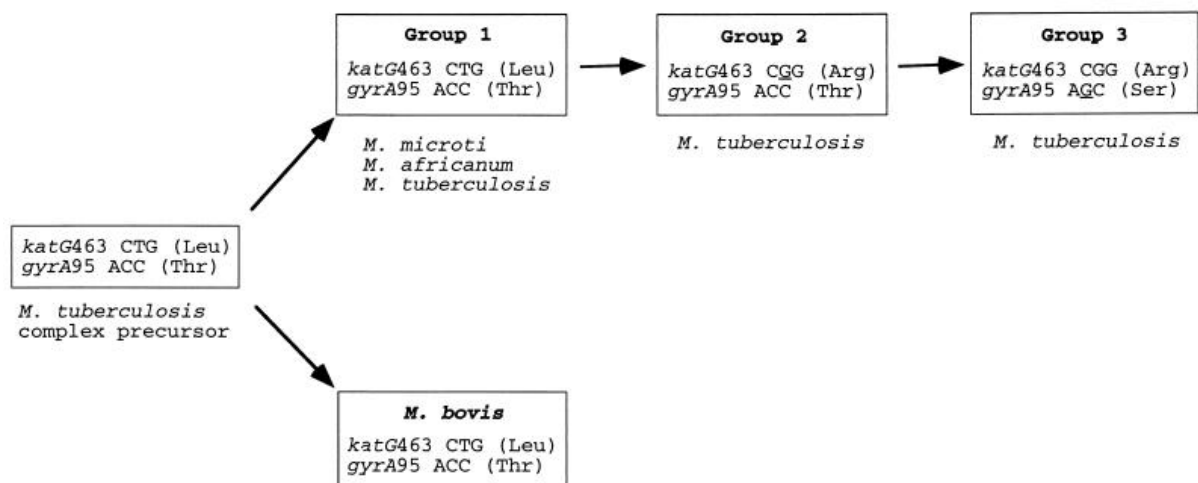 Group 1
katG463 CTG (Leu)
gyrA95 ACC (Thr)
M. microti
M. africanum
M. tuberculosis
Group 2
katG463 CGG (Arg)
gyrA95 ACC (Thr)
M. tuberculosis
Group 3
katG463 CGG (Arg)
gyrA95 AGC (Ser)
M. tuberculosis
katG463 CTG (Leu)
gyrA95 ACC (Thr)
M. tuberculosis
complex precursor
M. bovis
katG463 CTG (Leu)
gyrA95 ACC (Thr)